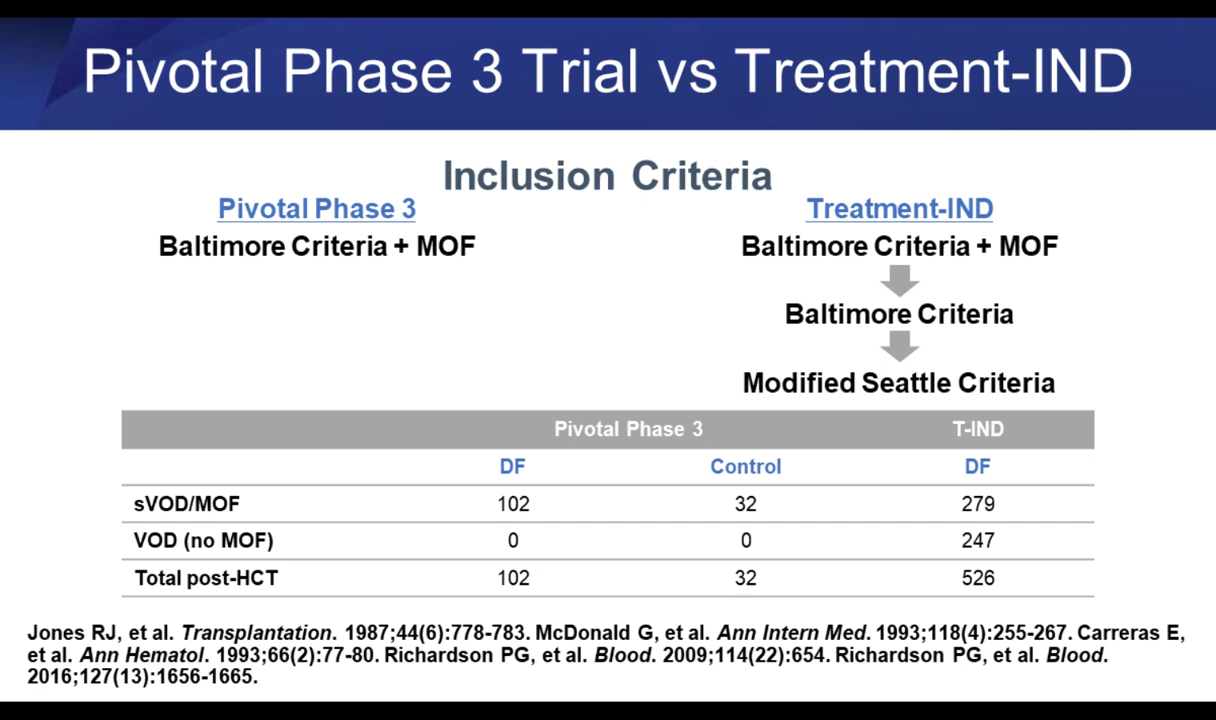 Pivotal Phase 3 Trial vs Treatment-IND
Inclusion Criteria
Pivotal Phase 3
Baltimore Criteria + MOF
Treatment-IND
Baltimore Criteria + MOF
Baltimore Criteria
Modified Seattle Criteria
Pivotal Phase 3 T-IND
DF Control DF
sVOD/MOF 102 32 279
VOD (no MOF) 0 0 247
Total post-HCT 102 32 526
Jones RJ, et al. Transplantation. 1987;44(6):778-783. McDonald G, et al. Ann Intern Med. 1993;118(4):255-267. Carreras E,
et al. Ann Hematol. 1993;66(2):77-80. Richardson PG, et al. Blood. 2009;114(22):654. Richardson PG, et al. Blood.
2016;127(13):1656-1665.